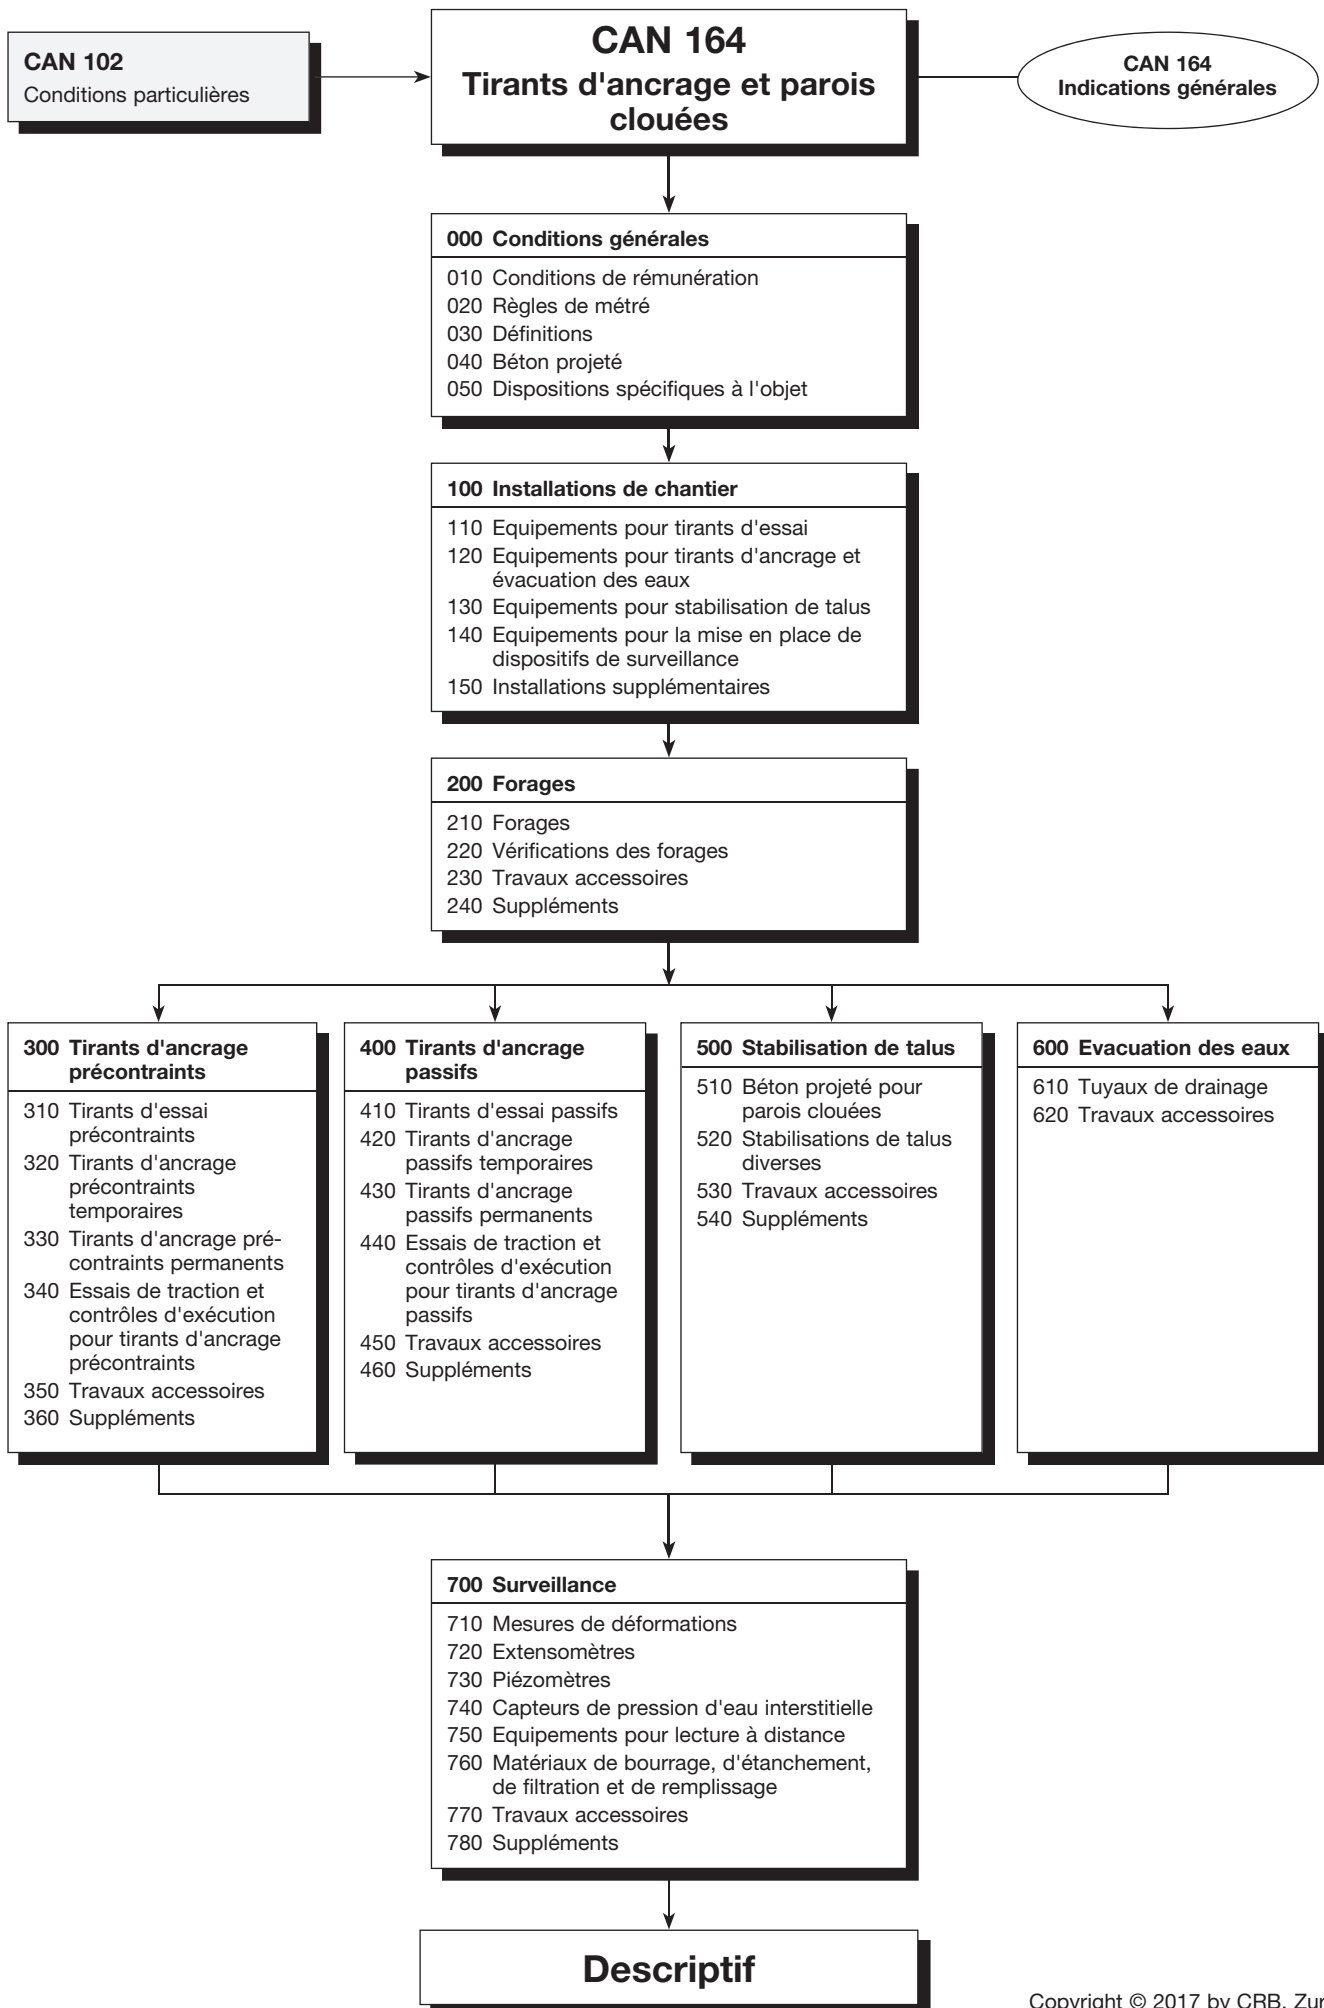 CAN 102
Conditions particulières
CAN 164
Tirants d'ancrage et parois
clouées
CAN 164
Indications générales
000 Conditions générales
010 Conditions de rémunération
020 Règles de métré
030 Définitions
040 Béton projeté
050 Dispositions spécifiques à l'objet
100 Installations de chantier
110 Equipements pour tirants d'essai
120 Equipements pour tirants d'ancrage et
évacuation des eaux
130 Equipements pour stabilisation de talus
140 Equipements pour la mise en place de
dispositifs de surveillance
150 Installations supplémentaires
200 Forages
210 Forages
220 Vérifications des forages
230 Travaux accessoires
240 Suppléments
300 Tirants d'ancrage
précontraints
310 Tirants d'essai
précontraints
320 Tirants d'ancrage
précontraints
temporaires
330 Tirants d'ancrage pré-
contraints permanents
340 Essais de traction et
contrôles d'exécution
pour tirants d'ancrage
précontraints
350 Travaux accessoires
360 Suppléments
400 Tirants d'ancrage
passifs
410 Tirants d'essai passifs
420 Tirants d'ancrage
passifs temporaires
430 Tirants d'ancrage
passifs permanents
440 Essais de traction et
contrôles d'exécution
pour tirants d'ancrage
passifs
450 Travaux accessoires
460 Suppléments
500 Stabilisation de talus
510 Béton projeté pour
parois clouées
520 Stabilisations de talus
diverses
530 Travaux accessoires
540 Suppléments
600 Evacuation des eaux
610 Tuyaux de drainage
620 Travaux accessoires
700 Surveillance
710 Mesures de déformations
720 Extensomètres
730 Piézomètres
740 Capteurs de pression d'eau interstitielle
750 Equipements pour lecture à distance
760 Matériaux de bourrage, d'étanchement,
de filtration et de remplissage
770 Travaux accessoires
780 Suppléments
Descriptif
Copyright © 2017 by CRB, Zur